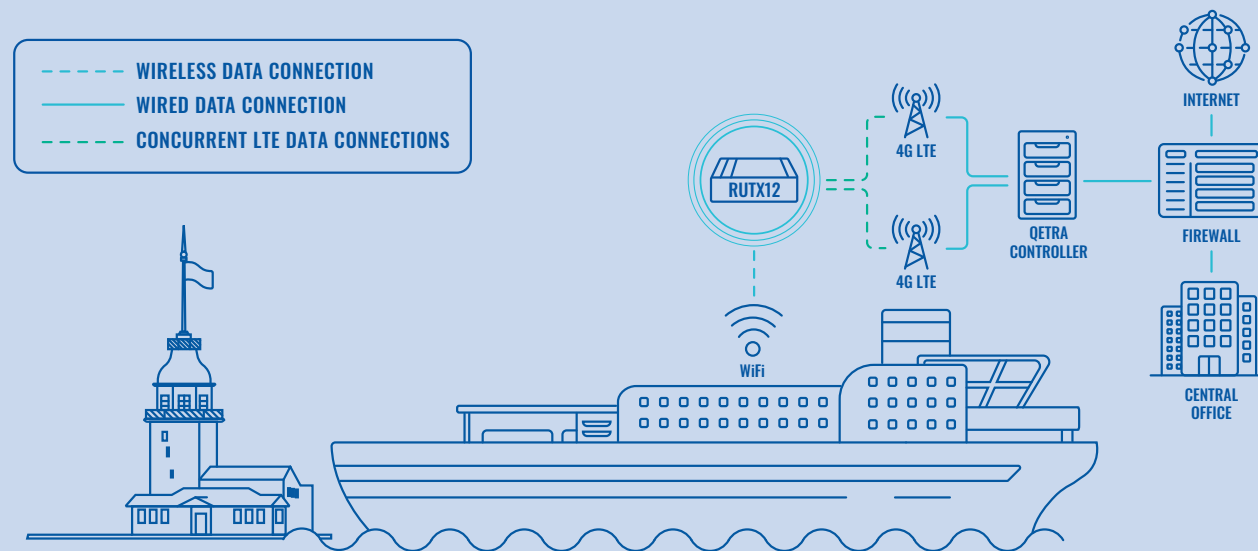 WIRELESS DATA CONNECTION
WIRED DATA CONNECTION
CONCURRENT LTE DATA CONNECTIONS
RUTX12
4G LTE
4G LTE
WiFi
QETRA
CONTROLLER
INTERNET
FIREWALL
CENTRAL
OFFICE